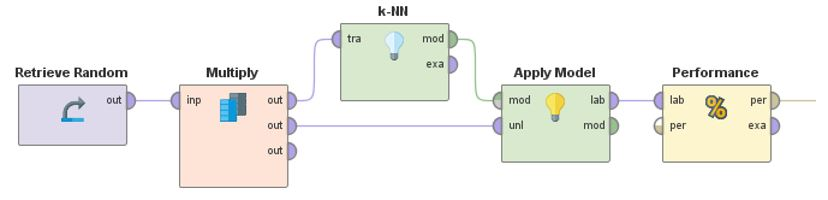 k-NN
tra mod
exa
Retrieve Random
out
Multiply
inp out
out
out
Apply Model
mod lab
unl mod
Performance
% 
lab per
per exa